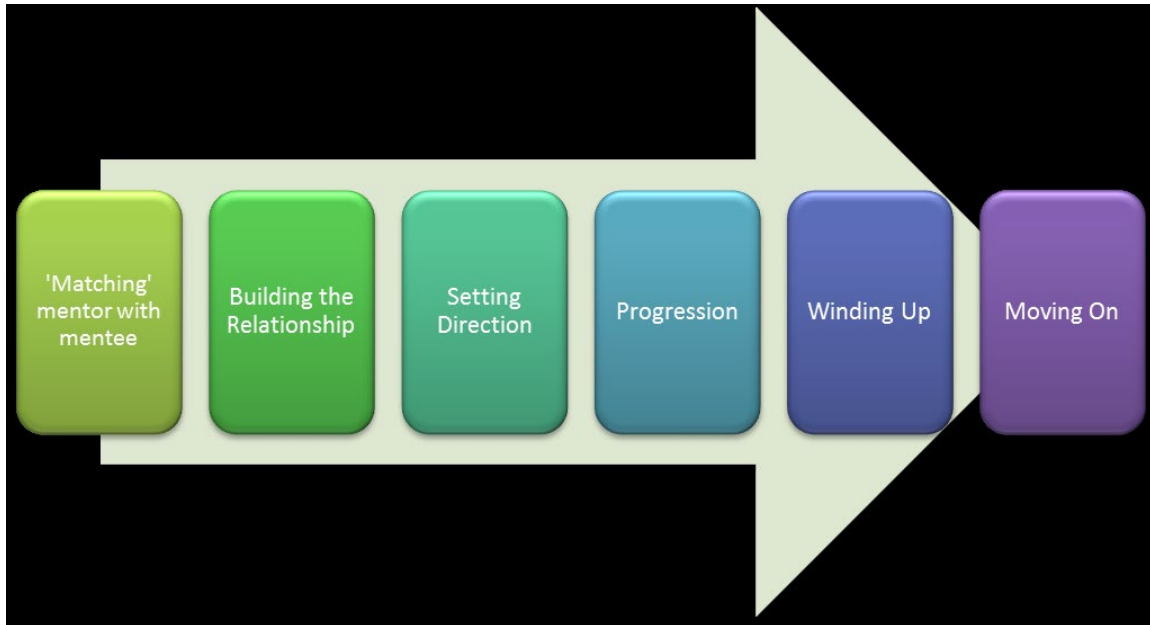 'Matching'
mentor with
mentee
Building the
Relationship
Setting
Direction
Progression
Winding Up
Moving On